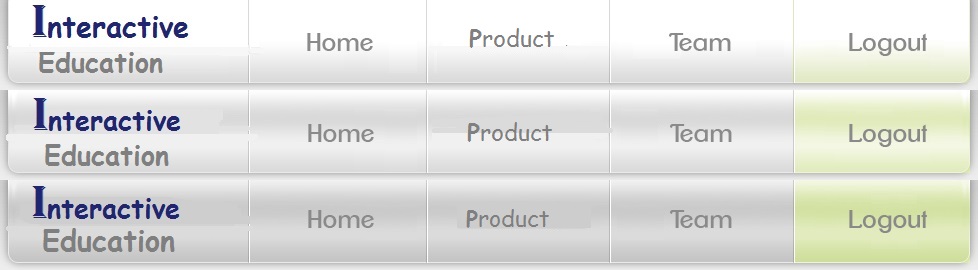 Interactive
Education
Home
Product
Team
Logout
Interactive
Education
Home
Product
Team
Logout
Interactive
Education
Home
Product
Team
Logout